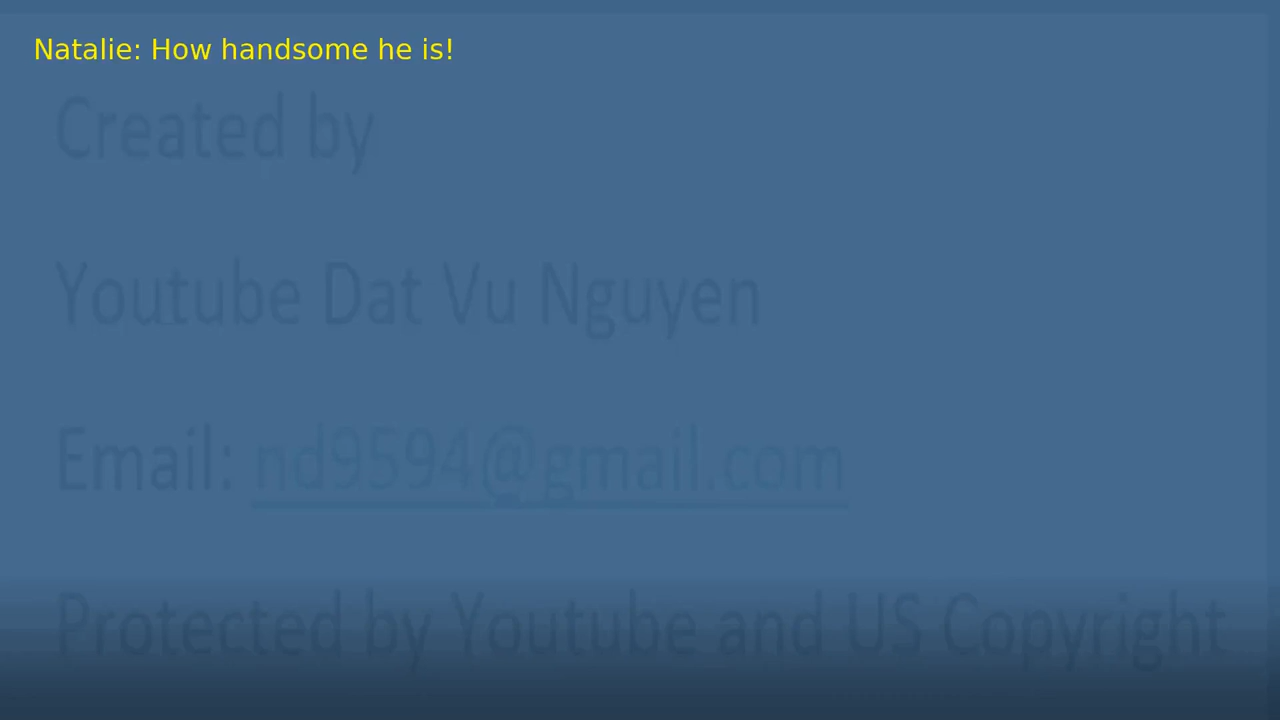 Natalie: How handsome he is!
Created by
Youtube Dat Vu Nguyen
Email: nd9594@gmail.com
Protected by Youtube and US Copyright